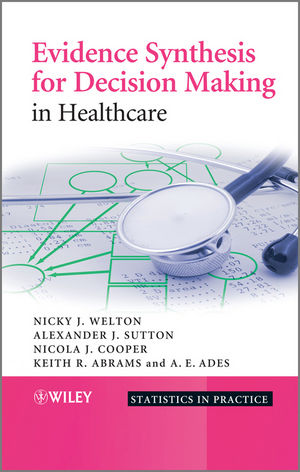 Evidence Synthesis
for Decision Making
in Healthcare
NICKY J. WELTON
ALEXANDER J. SUTTON
NICOLA J. COOPER
KEITH R. ABRAMS and A. E. ADES
WILEY
STATISTICS IN PRACTICE